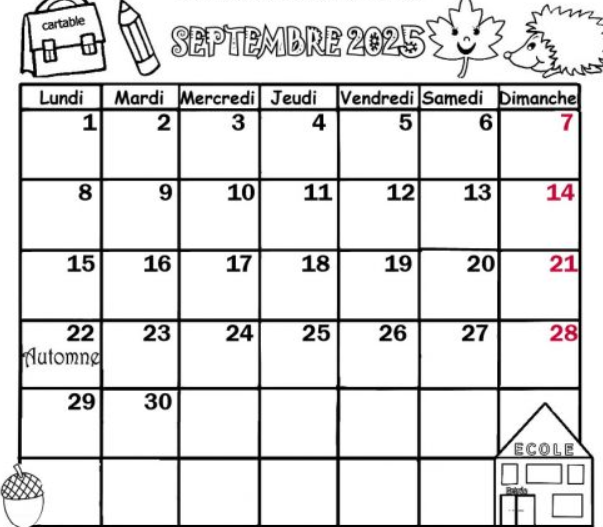 cartable
SEPTEMBRE 2025
Lundi Mardi Mercredi Jeudi Vendredi Samedi Dimanche
1 2 3 4 5 6 7
8 9 10 11 12 13 14
15 16 17 18 19 20 21
22 23 24 25 26 27 28
Automne
29 30
ECOLE